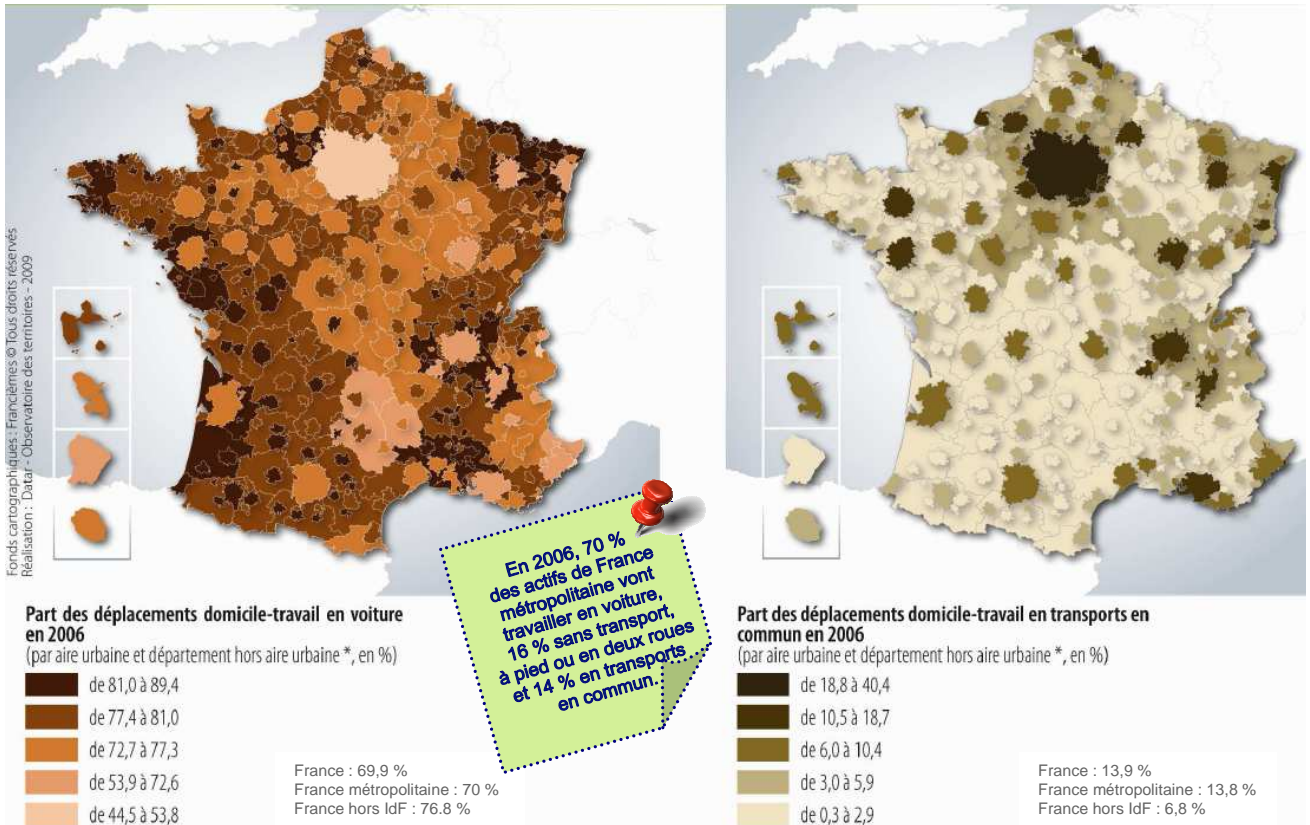 Fonds cartographiques : Francièmes © Tous droits réservés
Réalisation : Datar - Observatoire des territoires - 2009
Part des déplacements domicile-travail en voiture
en 2006
(par aire urbaine et département hors aire urbaine *, en %)
de 81,0 à 89,4
de 77,4 à 81,0
de 72,7 à 77,3
de 53,9 à 72,6
de 44,5 à 53,8
France : 69,9 %
France métropolitaine : 70 %
France hors IdF : 76.8 %
En 2006, 70 %
des actifs de France
métropolitaine vont
travailler en voiture,
16 % sans transport,
à pied ou en deux roues
et 14 % en transports
en commun.
Part des déplacements domicile-travail en transports en
commun en 2006
(par aire urbaine et département hors aire urbaine *, en %)
de 18,8 à 40,4
de 10,5 à 18,7
de 6,0 à 10,4
de 3,0 à 5,9
de 0,3 à 2,9
France : 13,9 %
France métropolitaine : 13,8 %
France hors IdF : 6,8 %